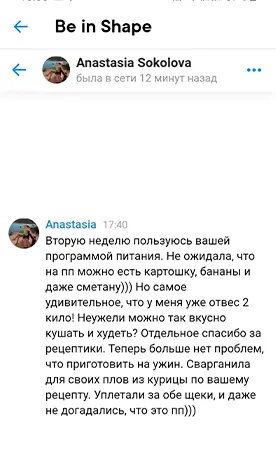 Be in Shape
Anastasia Sokolova
была в сети 12 минут назад
Anastasia 17:40
Вторую неделю пользуюсь вашей
программой питания. Не ожидала, что
на пп можно есть картошку, бананы и
даже сметану))) Но самое
удивительное, что у меня уже отвес 2
кило! Неужели можно так вкусно
кушать и худеть? Отдельное спасибо за
рецептики. Теперь больше нет проблем,
что приготовить на ужин. Сварганила
для своих плов из курицы по вашему
рецепту. Уплетали за обе щеки, и даже
не догадались, что это пп)))